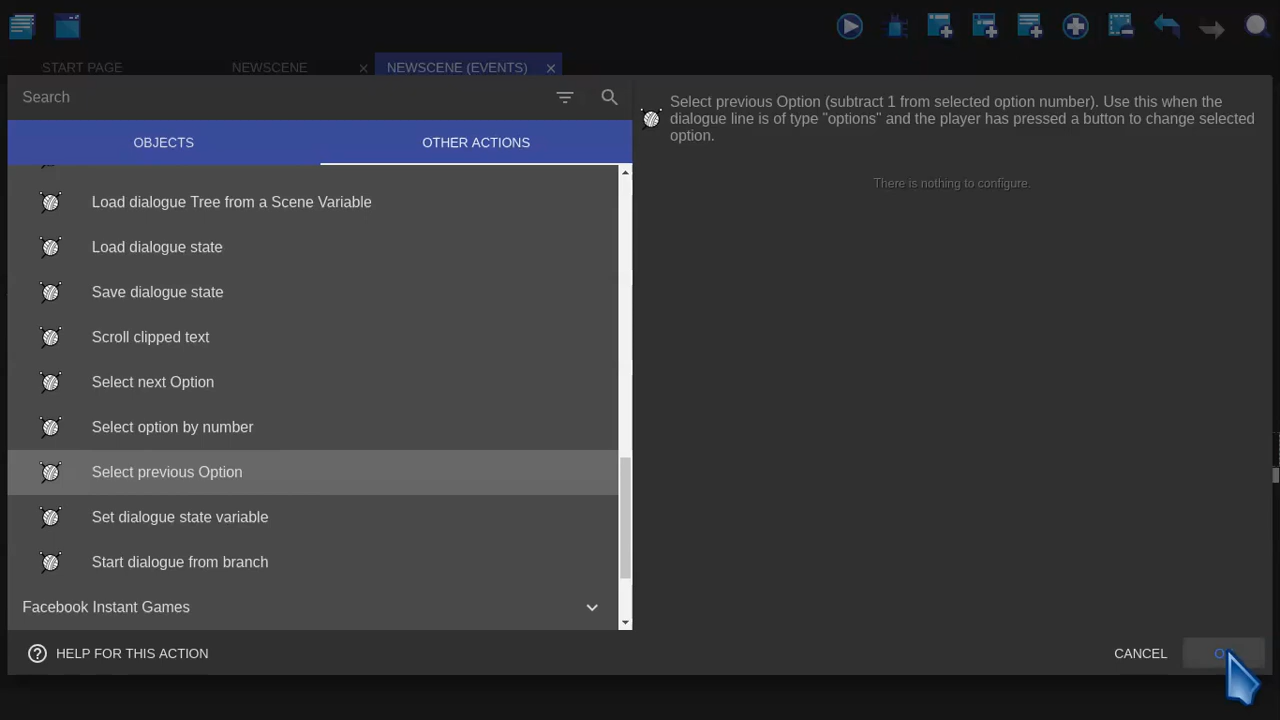 START PAGE
NEWSCENE
NEWSCENE (EVENTS)
Search
OBJECTS
OTHER ACTIONS
Load dialogue Tree from a Scene Variable
Load dialogue state
Save dialogue state
Scroll clipped text
Select next Option
Select option by number
Select previous Option
Set dialogue state variable
Start dialogue from branch
Facebook Instant Games
HELP FOR THIS ACTION
Select previous Option (subtract 1 from selected option number). Use this when the
dialogue line is of type "options" and the player has pressed a button to change selected
option.
There is nothing to configure.
CANCEL